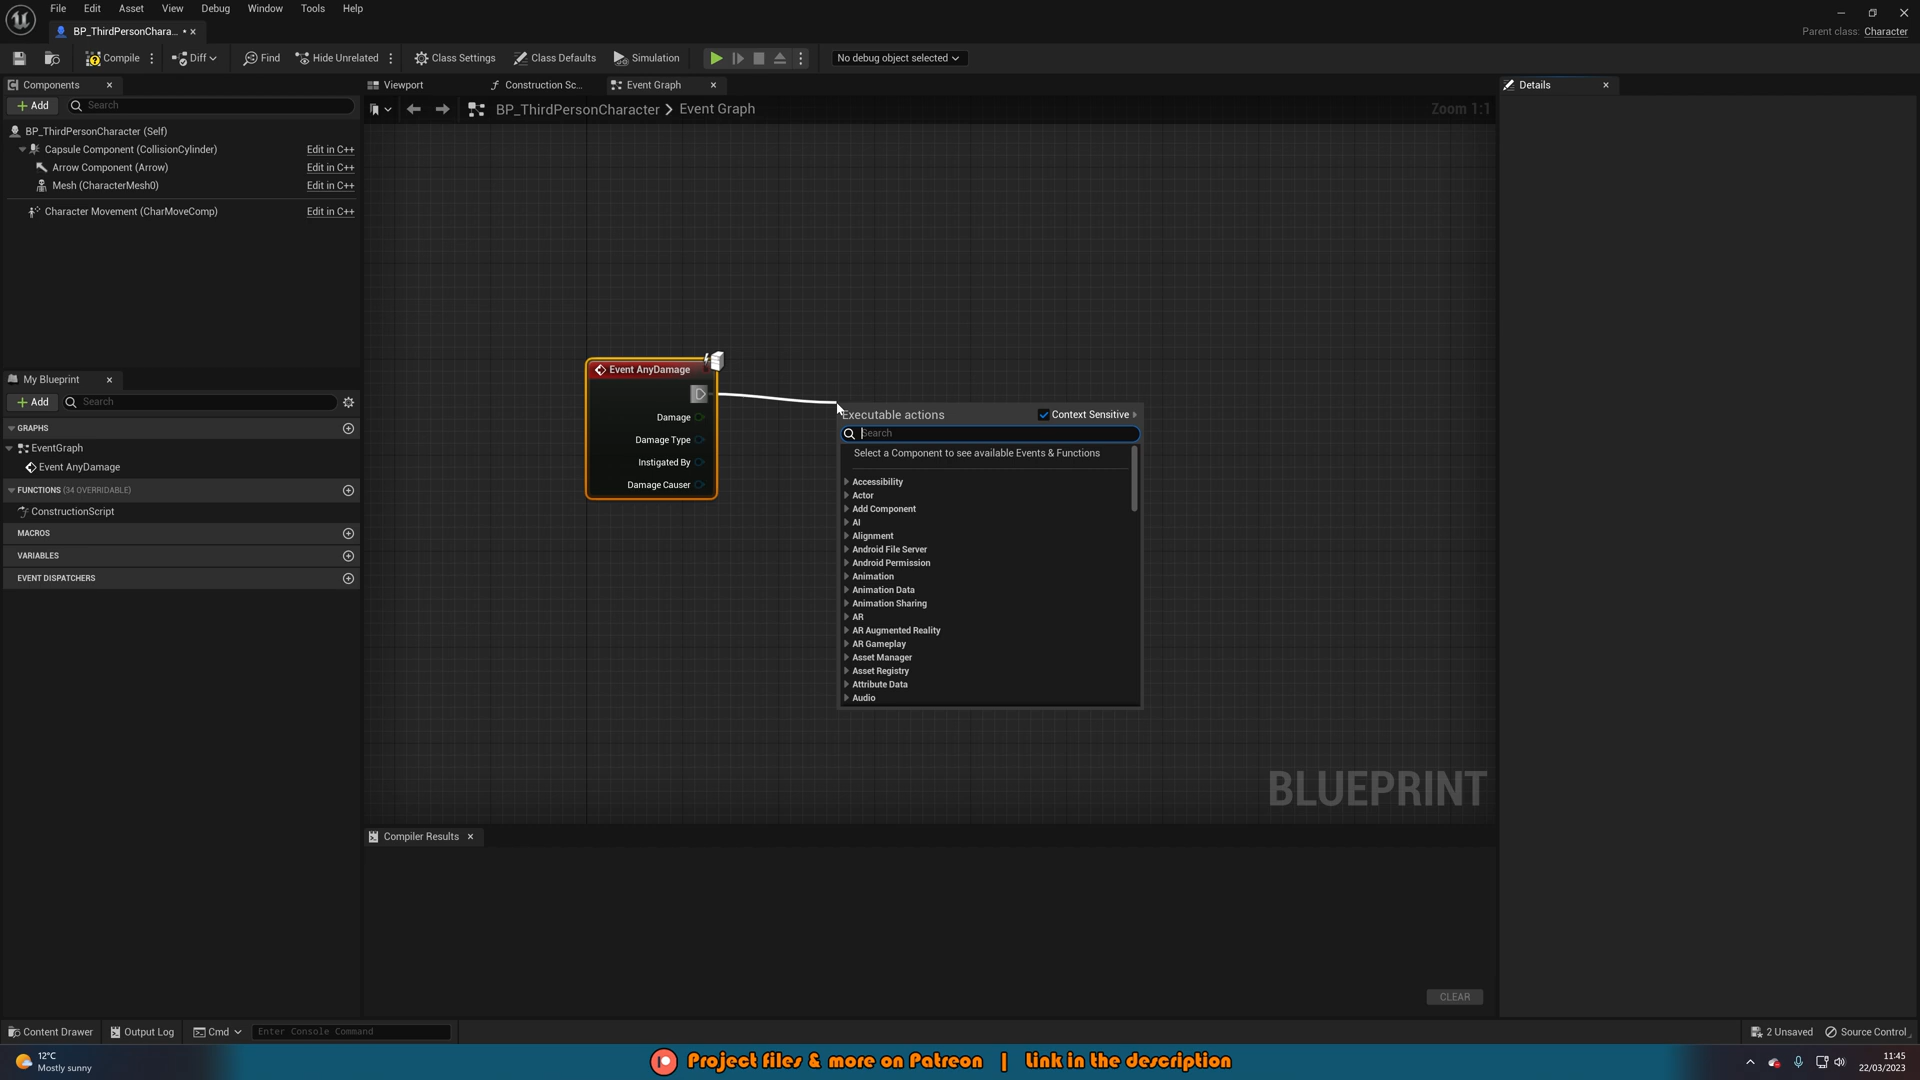 File Edit Asset View Debug Window Tools Help
BP_ThirdPersonChara... •
Parent class: Character
Compile Diff Find Hide Unrelated Class Settings Class Defaults Simulation No debug object selected
Components Viewport Construction Sc... Event Graph Details
Add Search BP_ThirdPersonCharacter > Event Graph Zoom 1:1
BP_ThirdPersonCharacter (Self)
Capsule Component (CollisionCylinder) Edit in C++
Arrow Component (Arrow) Edit in C++
Mesh (CharacterMesh0) Edit in C++
Character Movement (CharMoveComp) Edit in C++
My Blueprint
Add Search
GRAPHS
EventGraph
Event AnyDamage
FUNCTIONS (34 OVERRIDABLE)
ConstructionScript
MACROS
VARIABLES
EVENT DISPATCHERS
Event AnyDamage
Damage
Damage Type
Instigated By
Damage Causer
Executable actions Context Sensitive
Search
Select a Component to see available Events & Functions
Accessibility
Actor
Add Component
AI
Alignment
Android File Server
Android Permission
Animation
Animation Data
Animation Sharing
AR
AR Augmented Reality
AR Gameplay
Asset Manager
Asset Registry
Attribute Data
Audio
BLUEPRINT
Compiler Results
CLEAR
Content Drawer Output Log Cmd Enter Console Command 2 Unsaved Source Control
12°C
Mostly sunny
Project files & more on Patreon | Link in the description
11:45
22/03/2023